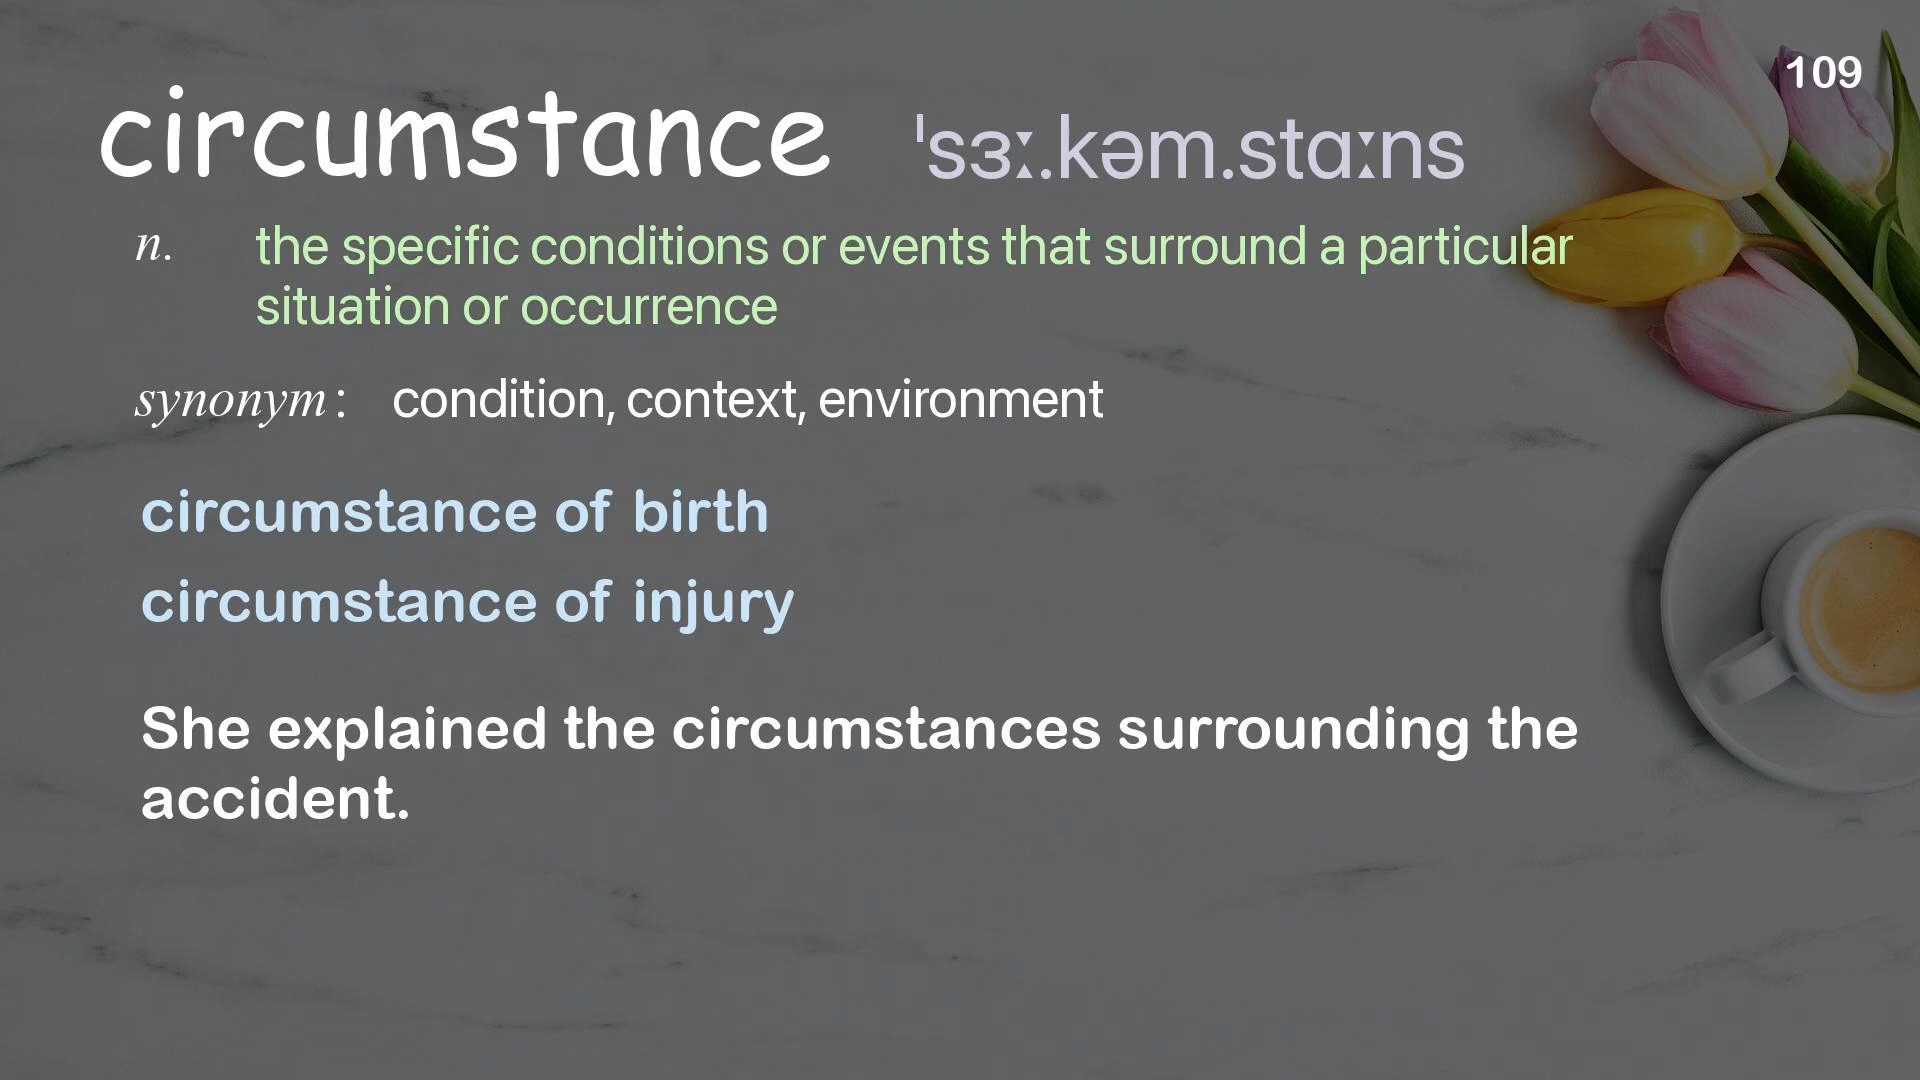 109
circumstance ˈsɜː.kəm.stɑːns
n. the specific conditions or events that surround a particular
situation or occurrence
synonym : condition, context, environment
circumstance of birth
circumstance of injury
She explained the circumstances surrounding the
accident.